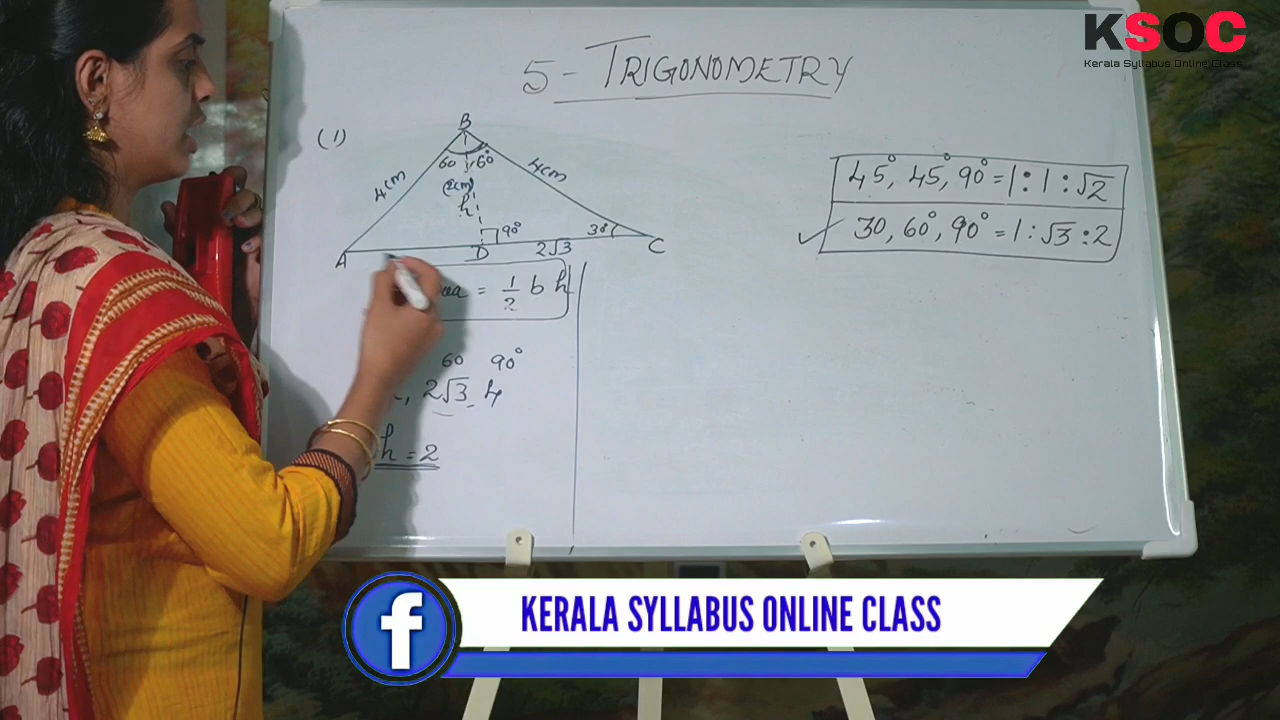 KSOC
Kerala Syllabus Online Class
5 - TRIGONOMETRY
(1)
B
60 60°
4cm
4cm
(2cm)
h
90°
30
A
D
2√3
C
= 1/2 b h
45°, 45°, 90° = 1 : 1 : √2
30, 60°, 90° = 1 : √3 : 2
60 90°
, 2√3, 4
h = 2
f
KERALA SYLLABUS ONLINE CLASS